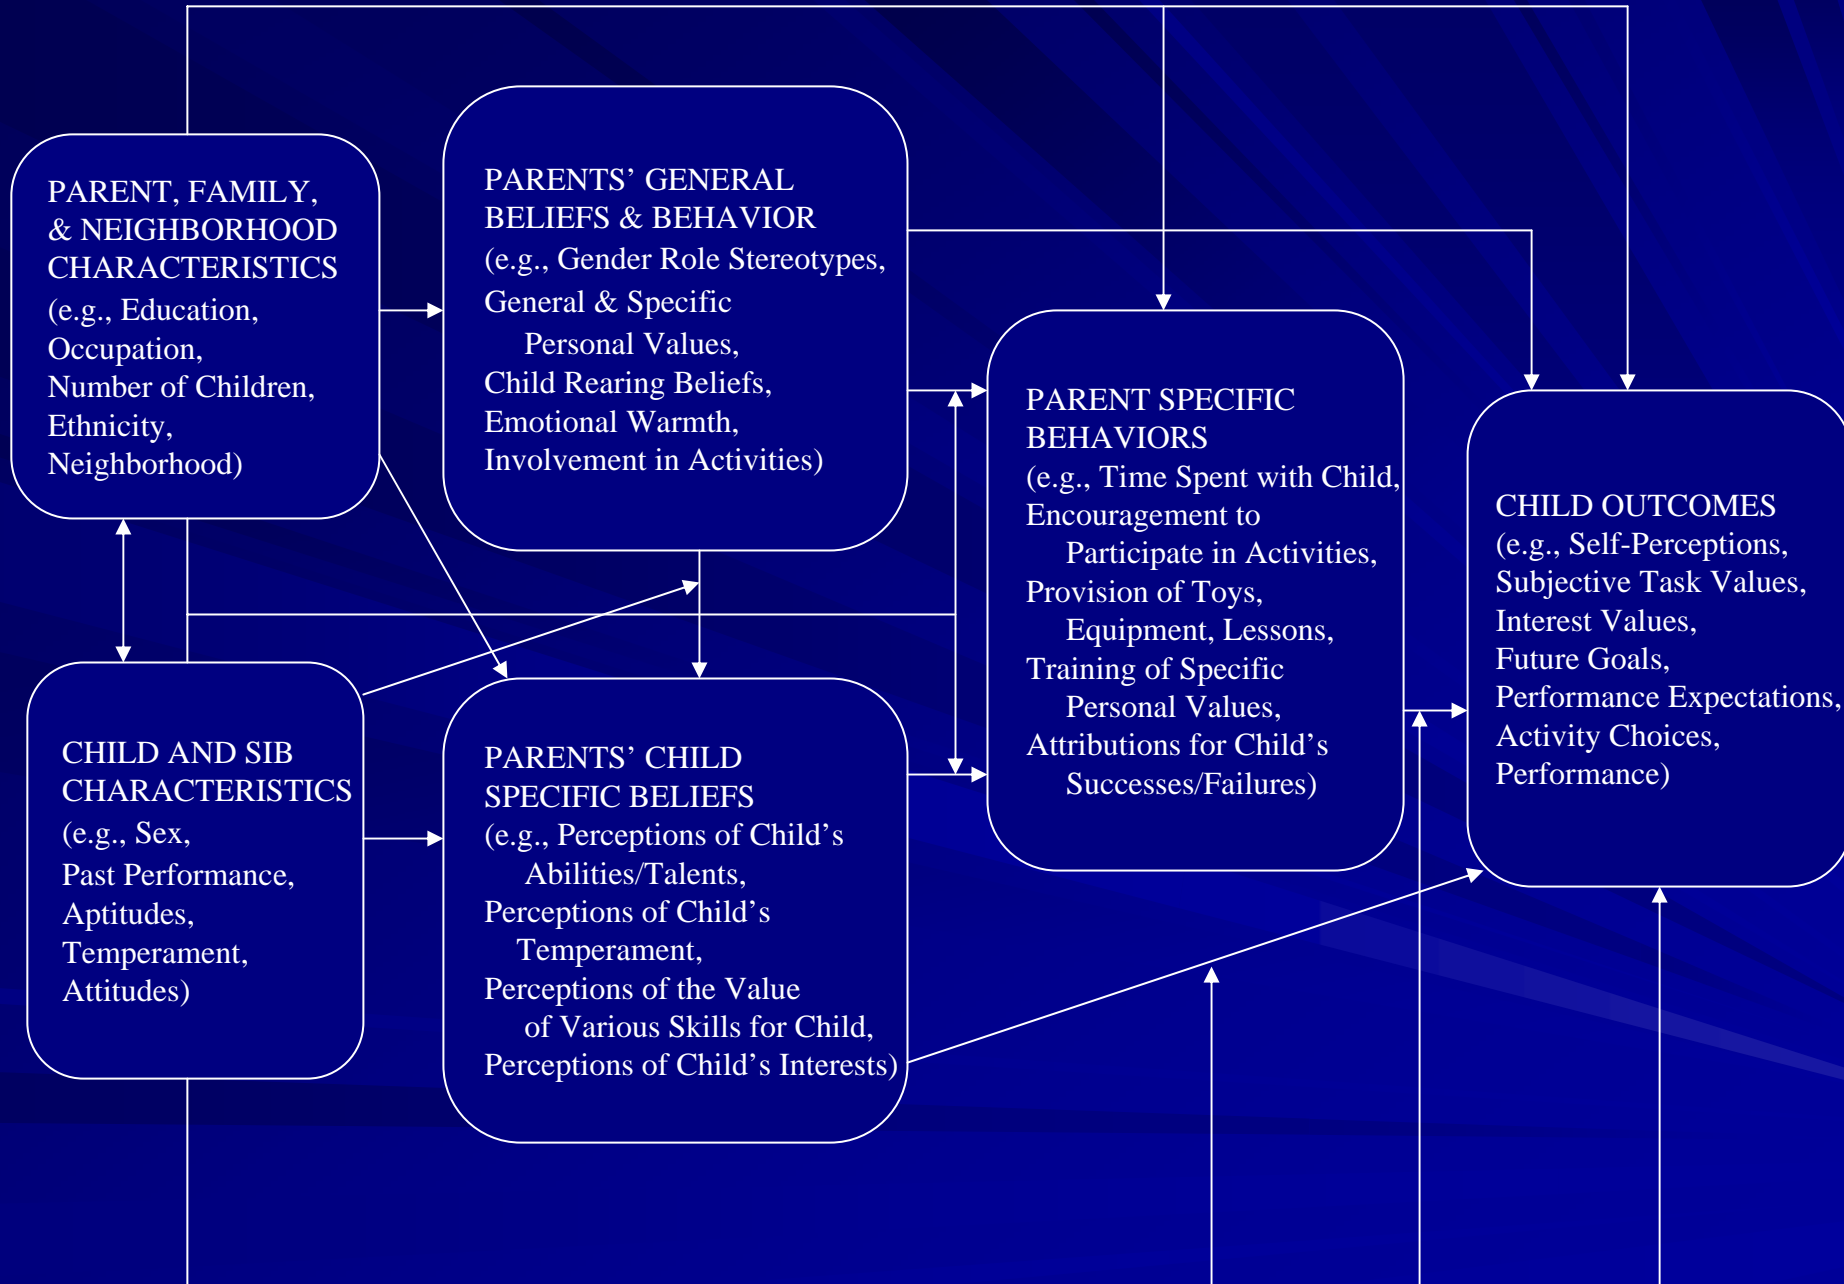 PARENT, FAMILY,
& NEIGHBORHOOD
CHARACTERISTICS
(e.g., Education,
Occupation,
Number of Children,
Ethnicity,
Neighborhood)
CHILD AND SIB
CHARACTERISTICS
(e.g., Sex,
Past Performance,
Aptitudes,
Temperament,
Attitudes)
PARENTS’ GENERAL
BELIEFS & BEHAVIOR
(e.g., Gender Role Stereotypes,
General & Specific
Personal Values,
Child Rearing Beliefs,
Emotional Warmth,
Involvement in Activities)
PARENTS’ CHILD
SPECIFIC BELIEFS
(e.g., Perceptions of Child’s
Abilities/Talents,
Perceptions of Child’s
Temperament,
Perceptions of the Value
of Various Skills for Child,
Perceptions of Child’s Interests)
PARENT SPECIFIC
BEHAVIORS
(e.g., Time Spent with Child,
Encouragement to
Participate in Activities,
Provision of Toys,
Equipment, Lessons,
Training of Specific
Personal Values,
Attributions for Child’s
Successes/Failures)
CHILD OUTCOMES
(e.g., Self-Perceptions,
Subjective Task Values,
Interest Values,
Future Goals,
Performance Expectations,
Activity Choices,
Performance)